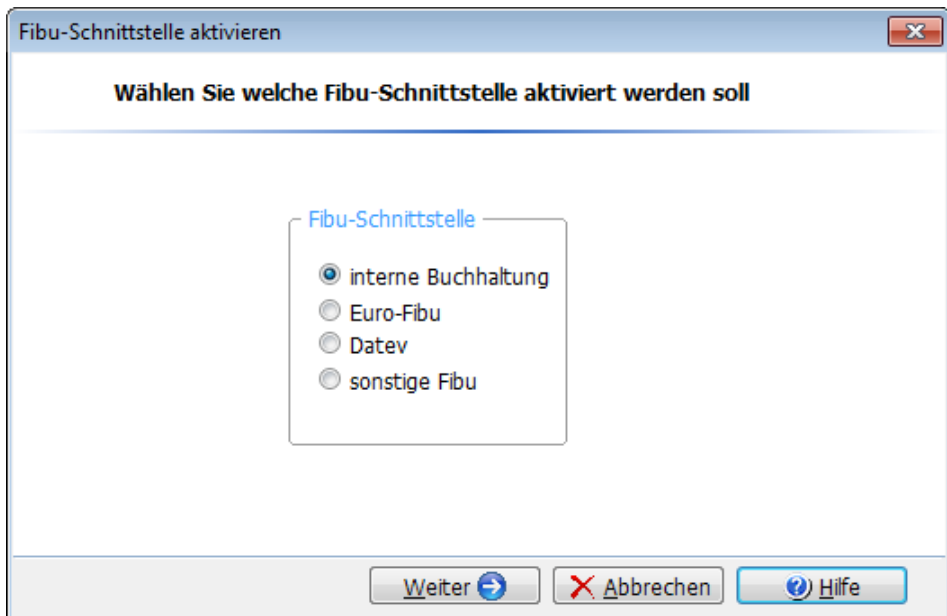 Fibu-Schnittstelle aktivieren
Wählen Sie welche Fibu-Schnittstelle aktiviert werden soll
Fibu-Schnittstelle
interne Buchhaltung
Euro-Fibu
Datev
sonstige Fibu
Weiter
Abbrechen
Hilfe